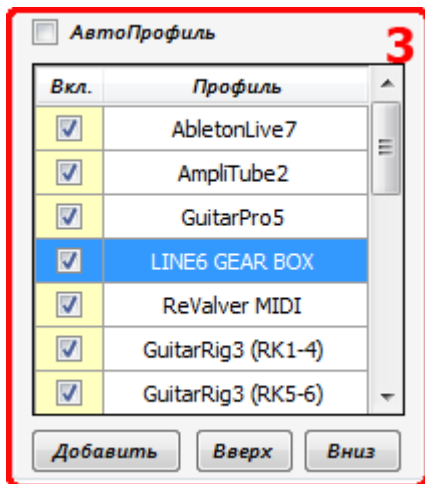 АвтоПрофиль
3
Вкл. Профиль
AbletonLive7
AmpliTube2
GuitarPro5
LINE6 GEAR BOX
ReValver MIDI
GuitarRig3 (RK1-4)
GuitarRig3 (RK5-6)
Добавить Вверх Вниз